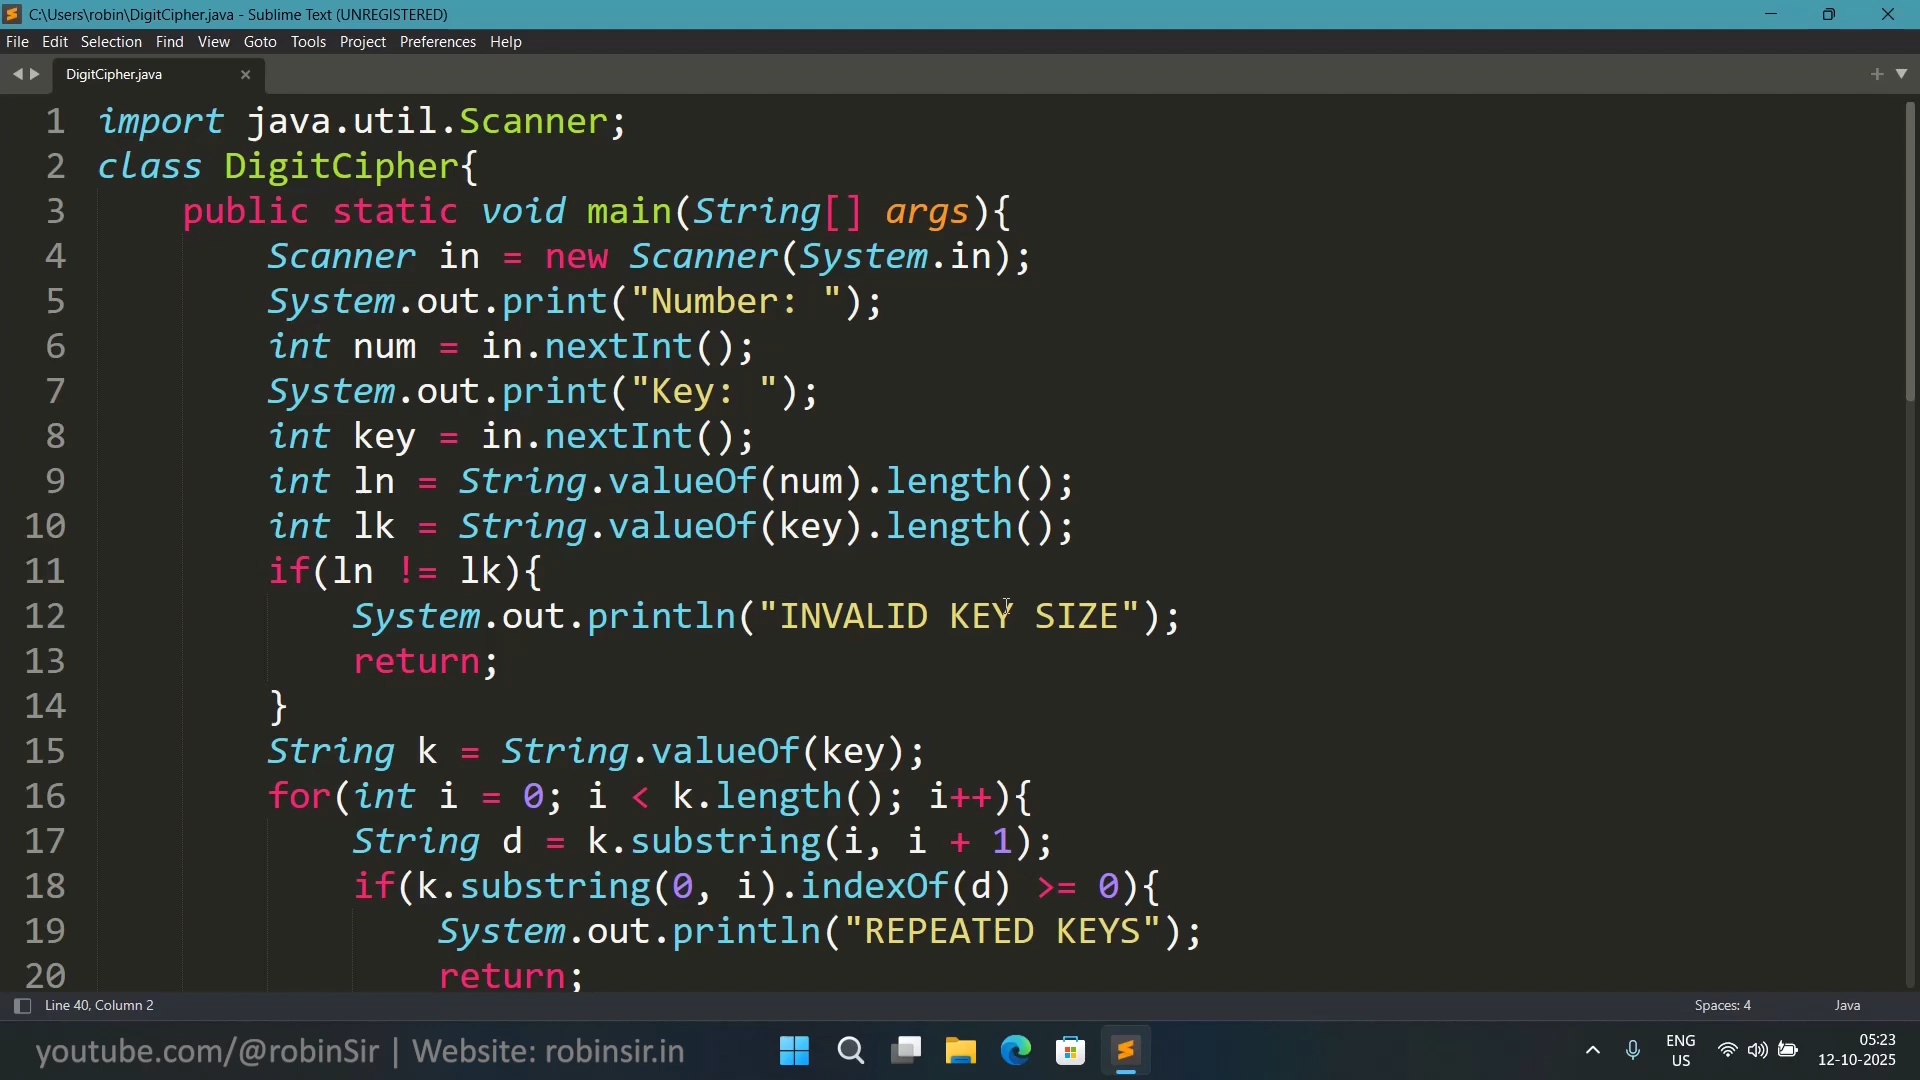 C:\Users\robin\DigitCipher.java - Sublime Text (UNREGISTERED)
File Edit Selection Find View Goto Tools Project Preferences Help
DigitCipher.java
1 import java.util.Scanner;
2 class DigitCipher{
3 public static void main(String[] args){
4 Scanner in = new Scanner(System.in);
5 System.out.print("Number: ");
6 int num = in.nextInt();
7 System.out.print("Key: ");
8 int key = in.nextInt();
9 int ln = String.valueOf(num).length();
10 int lk = String.valueOf(key).length();
11 if(ln != lk){
12 System.out.println("INVALID KEY SIZE");
13 return;
14 }
15 String k = String.valueOf(key);
16 for(int i = 0; i < k.length(); i++){
17 String d = k.substring(i, i + 1);
18 if(k.substring(0, i).indexOf(d) >= 0){
19 System.out.println("REPEATED KEYS");
20 return;
Line 40, Column 2 Spaces: 4 Java
youtube.com/@robinSir | Website: robinsir.in
ENG
US
05:23
12-10-2025